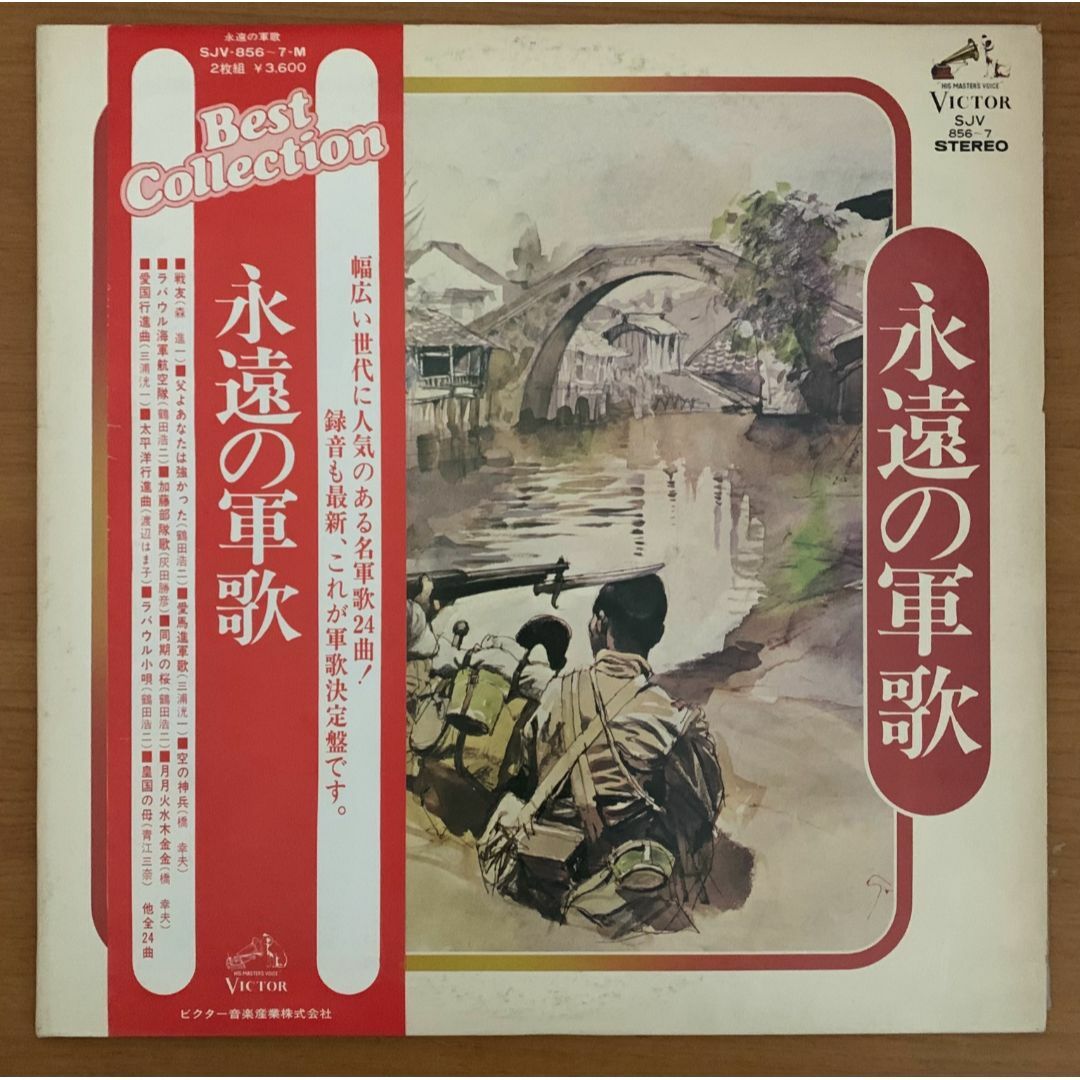 永遠の軍歌
SJV-856~7-M
2枚組 ¥3,600
Best
Collection
幅広い世代に人気のある名軍歌24曲!
録音も最新、これが軍歌決定盤です。
永遠の軍歌
■戦友(森 進一)■父よあなたは強かった(鶴田浩二)■愛馬進軍歌(三浦洸一)■空の神兵(橋 幸夫)
■ラバウル海軍航空隊(鶴田浩二)■加藤部隊歌(灰田勝彦)■同期の桜(鶴田浩二)■月月火水木金金(橋 幸夫)
■愛国行進曲(三浦洸一)■太平洋行進曲(渡辺はま子)■ラバウル小唄(鶴田浩二)■皇国の母(青江三奈) 他全24曲
HIS MASTER'S VOICE
VICTOR
ビクター音楽産業株式会社
"HIS MASTER'S VOICE"
VICTOR
SJV
856~7
STEREO
永遠の軍歌